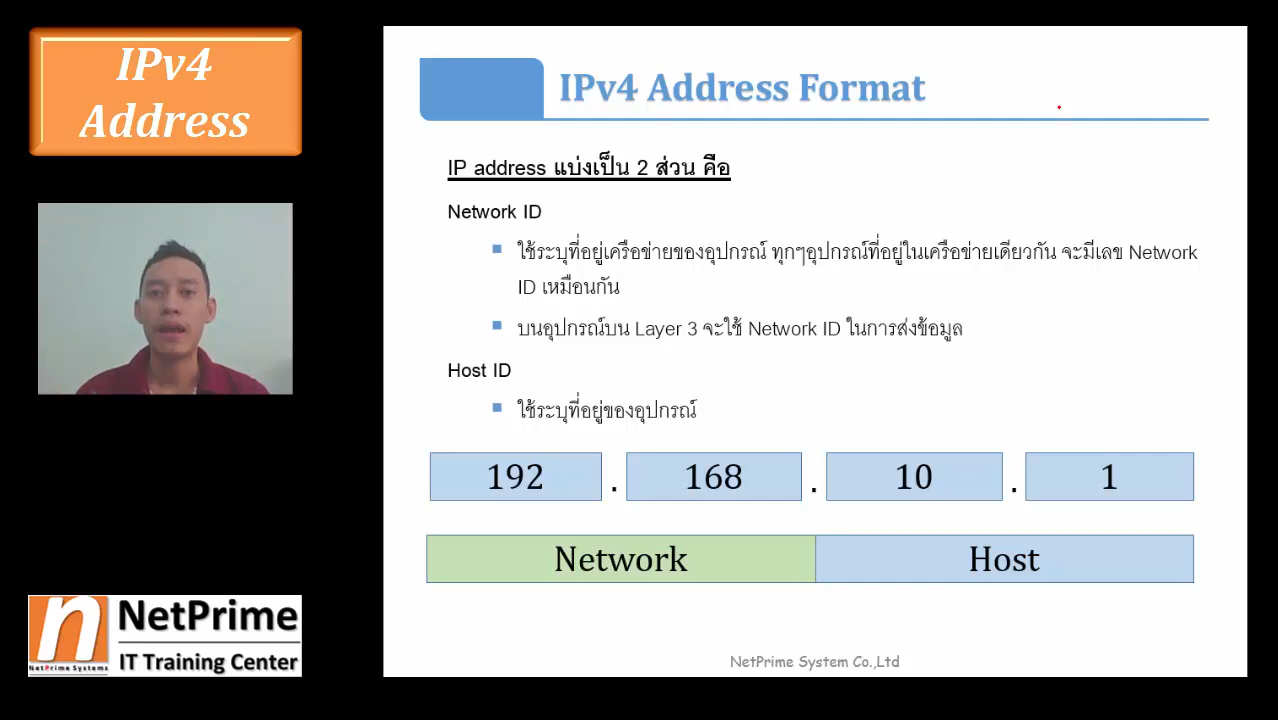 IPv4
Address
IPv4 Address Format
IP address แบ่งเป็น 2 ส่วน คือ
Network ID
ใช้ระบุที่อยู่เครือข่ายของอุปกรณ์ ทุกๆอุปกรณ์ที่อยู่ในเครือข่ายเดียวกัน จะมีเลข Network
ID เหมือนกัน
บนอุปกรณ์บน Layer 3 จะใช้ Network ID ในการส่งข้อมูล
Host ID
ใช้ระบุที่อยู่ของอุปกรณ์
192 . 168 . 10 . 1
Network Host
n NetPrime
IT Training Center
NetPrime Systems
NetPrime System Co.,Ltd